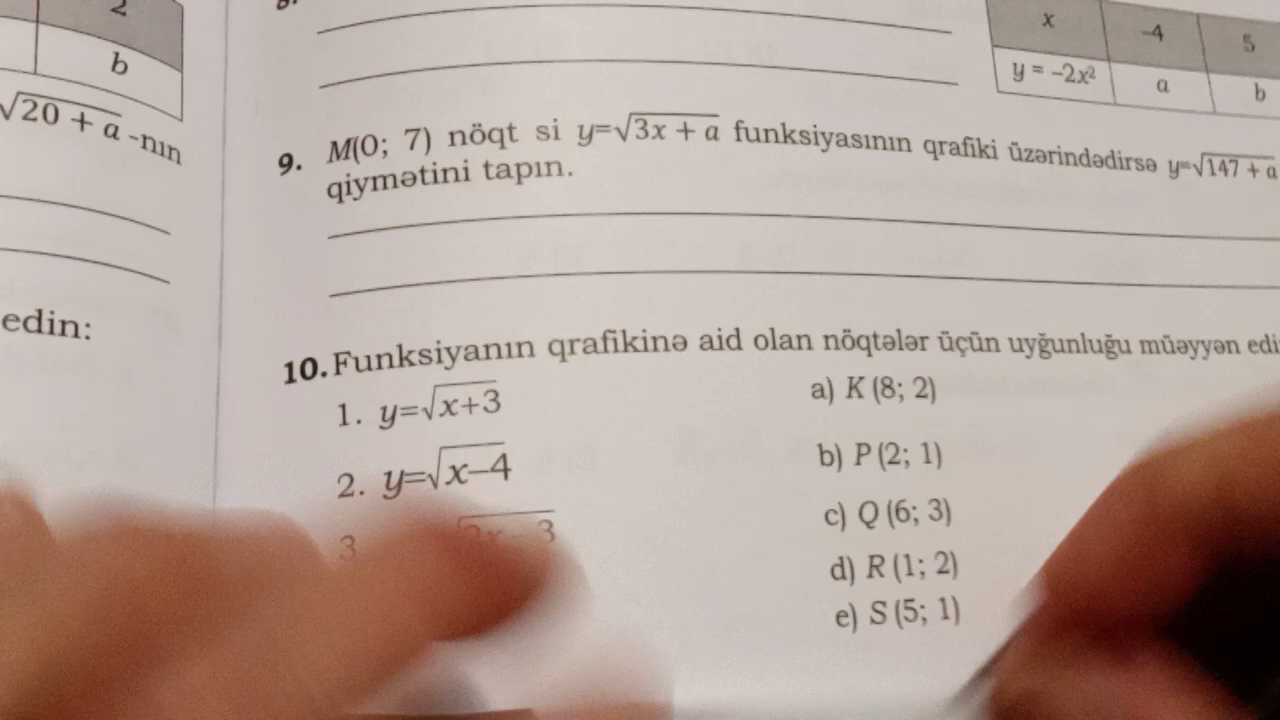 2
b
√20 + a -nın
edin:
x -4 5
y = -2x² a b
9. M(0; 7) nöqt si y=√3x + a funksiyasının qrafiki üzərindədirsə y=√147 + a
qiymətini tapın.
10. Funksiyanın qrafikinə aid olan nöqtələr üçün uyğunluğu müəyyən edi
1. y=√x+3
a) K (8; 2)
2. y=√x–4
b) P (2; 1)
3
c) Q (6; 3)
d) R (1; 2)
e) S (5; 1)